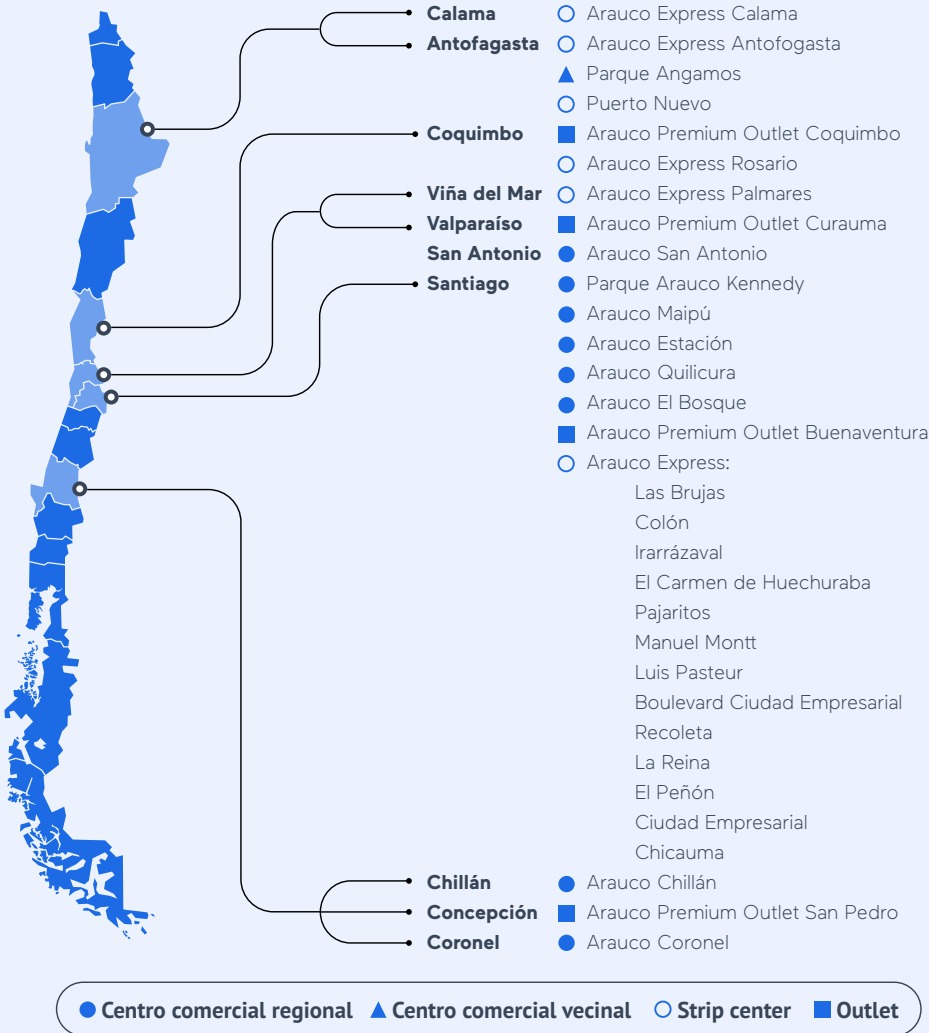 Calama Arauco Express Calama
Antofagasta Arauco Express Antofogasta
Parque Angamos
Puerto Nuevo
Coquimbo Arauco Premium Outlet Coquimbo
Arauco Express Rosario
Viña del Mar Arauco Express Palmares
Valparaíso Arauco Premium Outlet Curauma
San Antonio Arauco San Antonio
Santiago Parque Arauco Kennedy
Arauco Maipú
Arauco Estación
Arauco Quilicura
Arauco El Bosque
Arauco Premium Outlet Buenaventura
Arauco Express:
Las Brujas
Colón
Irarrázaval
El Carmen de Huechuraba
Pajaritos
Manuel Montt
Luis Pasteur
Boulevard Ciudad Empresarial
Recoleta
La Reina
El Peñón
Ciudad Empresarial
Chicauma
Chillán Arauco Chillán
Concepción Arauco Premium Outlet San Pedro
Coronel Arauco Coronel
Centro comercial regional Centro comercial vecinal Strip center Outlet